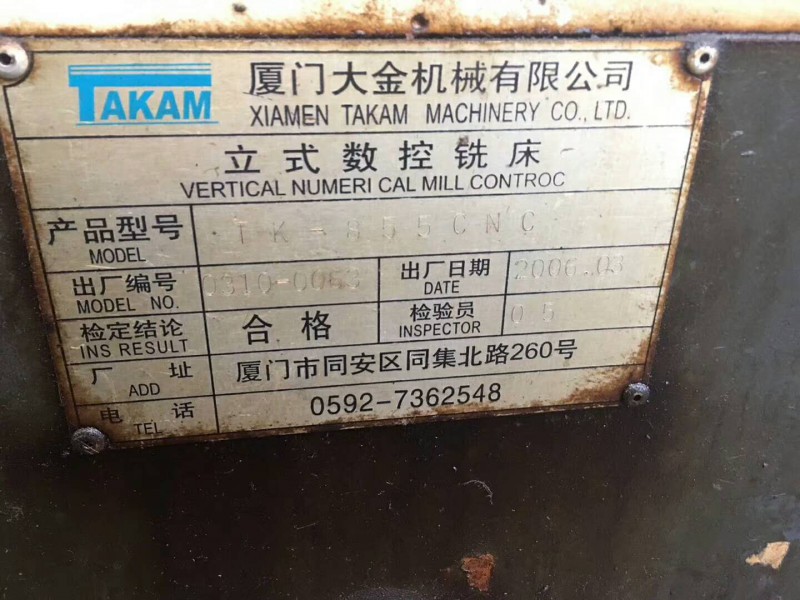 TAKAM
厦门大金机械有限公司
XIAMEN TAKAM MACHINERY CO., LTD.
立式数控铣床
VERTICAL NUMERI CAL MILL CONTROC
产品型号 TK-855CNC
MODEL
出厂编号 出厂日期 2006.03
MODEL NO. DATE
检定结论 合格 检验员 05
INS RESULT INSPECTOR
厂址 厦门市同安区同集北路260号
ADD
电话 0592-7362548
TEL